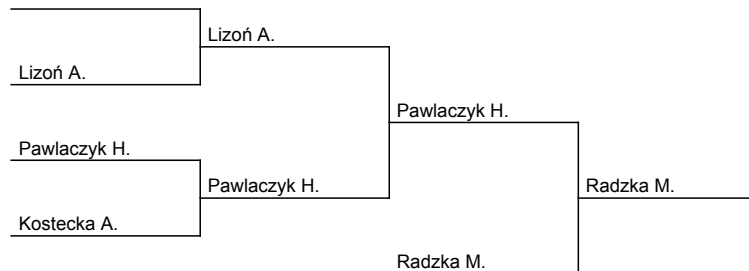 Lizoń A.
Lizoń A.
Pawlaczyk H.
Pawlaczyk H.
Pawlaczyk H.
Radzka M.
Kostecka A.
Radzka M.